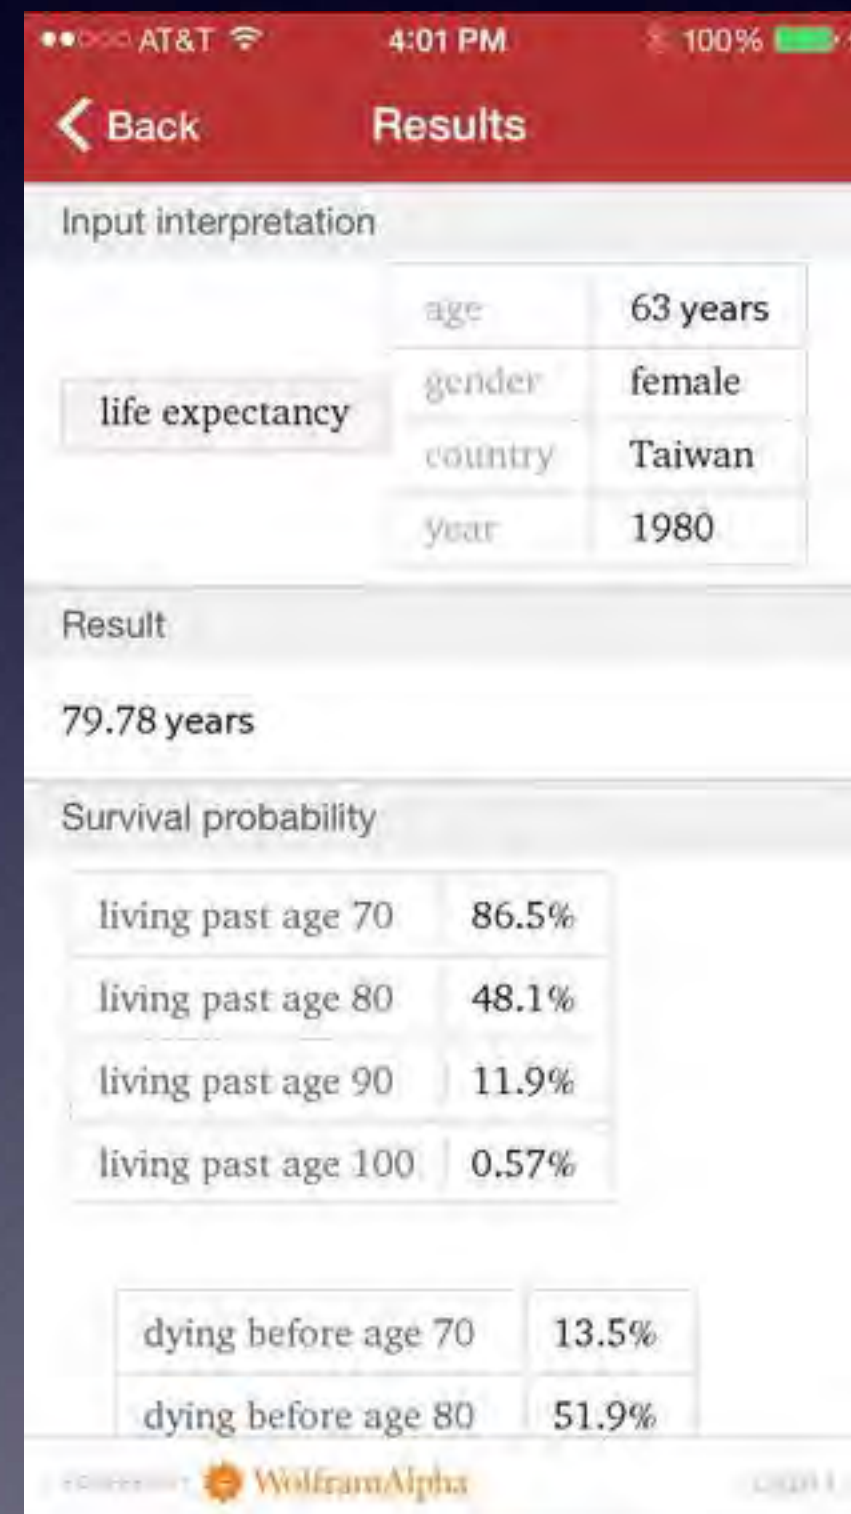 AT&T 4:01 PM 100%
Back Results
Input interpretation
life expectancy
age 63 years
gender female
country Taiwan
year 1980
Result
79.78 years
Survival probability
living past age 70 86.5%
living past age 80 48.1%
living past age 90 11.9%
living past age 100 0.57%
dying before age 70 13.5%
dying before age 80 51.9%
WolframAlpha